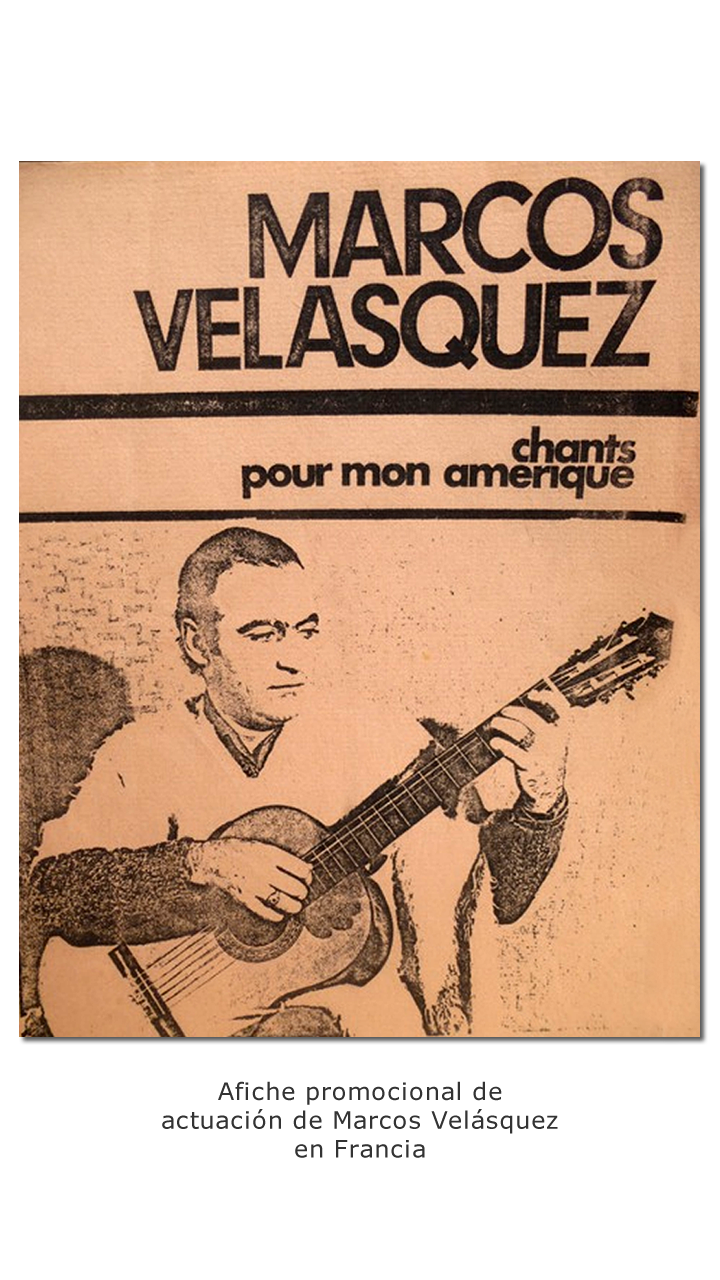 MARCOS
VELASQUEZ
chants
pour mon amerique
Afiche promocional de
actuación de Marcos Velásquez
en Francia